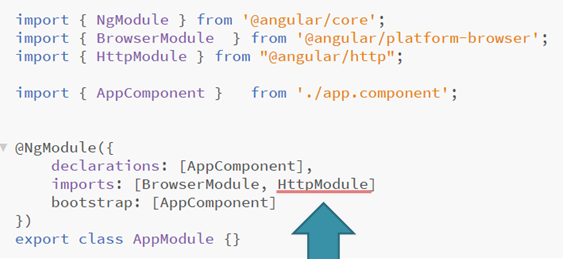 import { NgModule } from '@angular/core';
import { BrowserModule  } from '@angular/platform-browser';
import { HttpModule } from "@angular/http";
import { AppComponent }   from './app.component';
@NgModule({
    declarations: [AppComponent],
    imports: [BrowserModule, HttpModule]
    bootstrap: [AppComponent]
})
export class AppModule {}